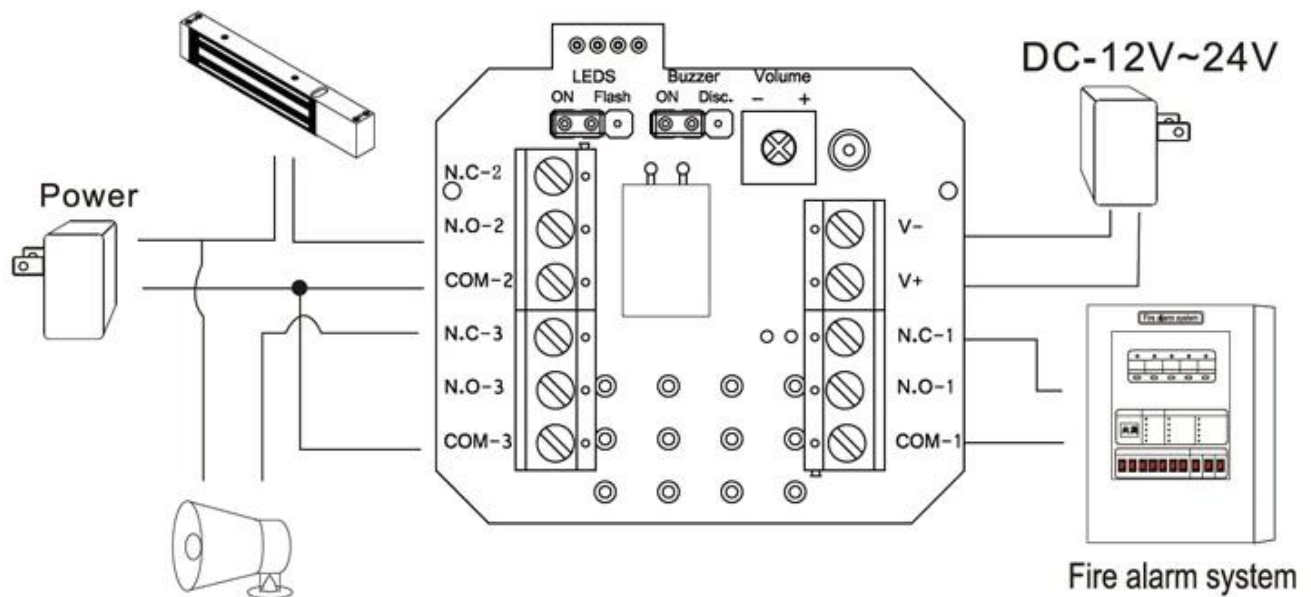 DC-12V~24V
LEDS Buzzer Volume
ON Flash ON Disc. - +
Power
N.C-2
N.O-2
COM-2
N.C-3
N.O-3
COM-3
V-
V+
N.C-1
N.O-1
COM-1
Fire alarm system
Fire alarm system